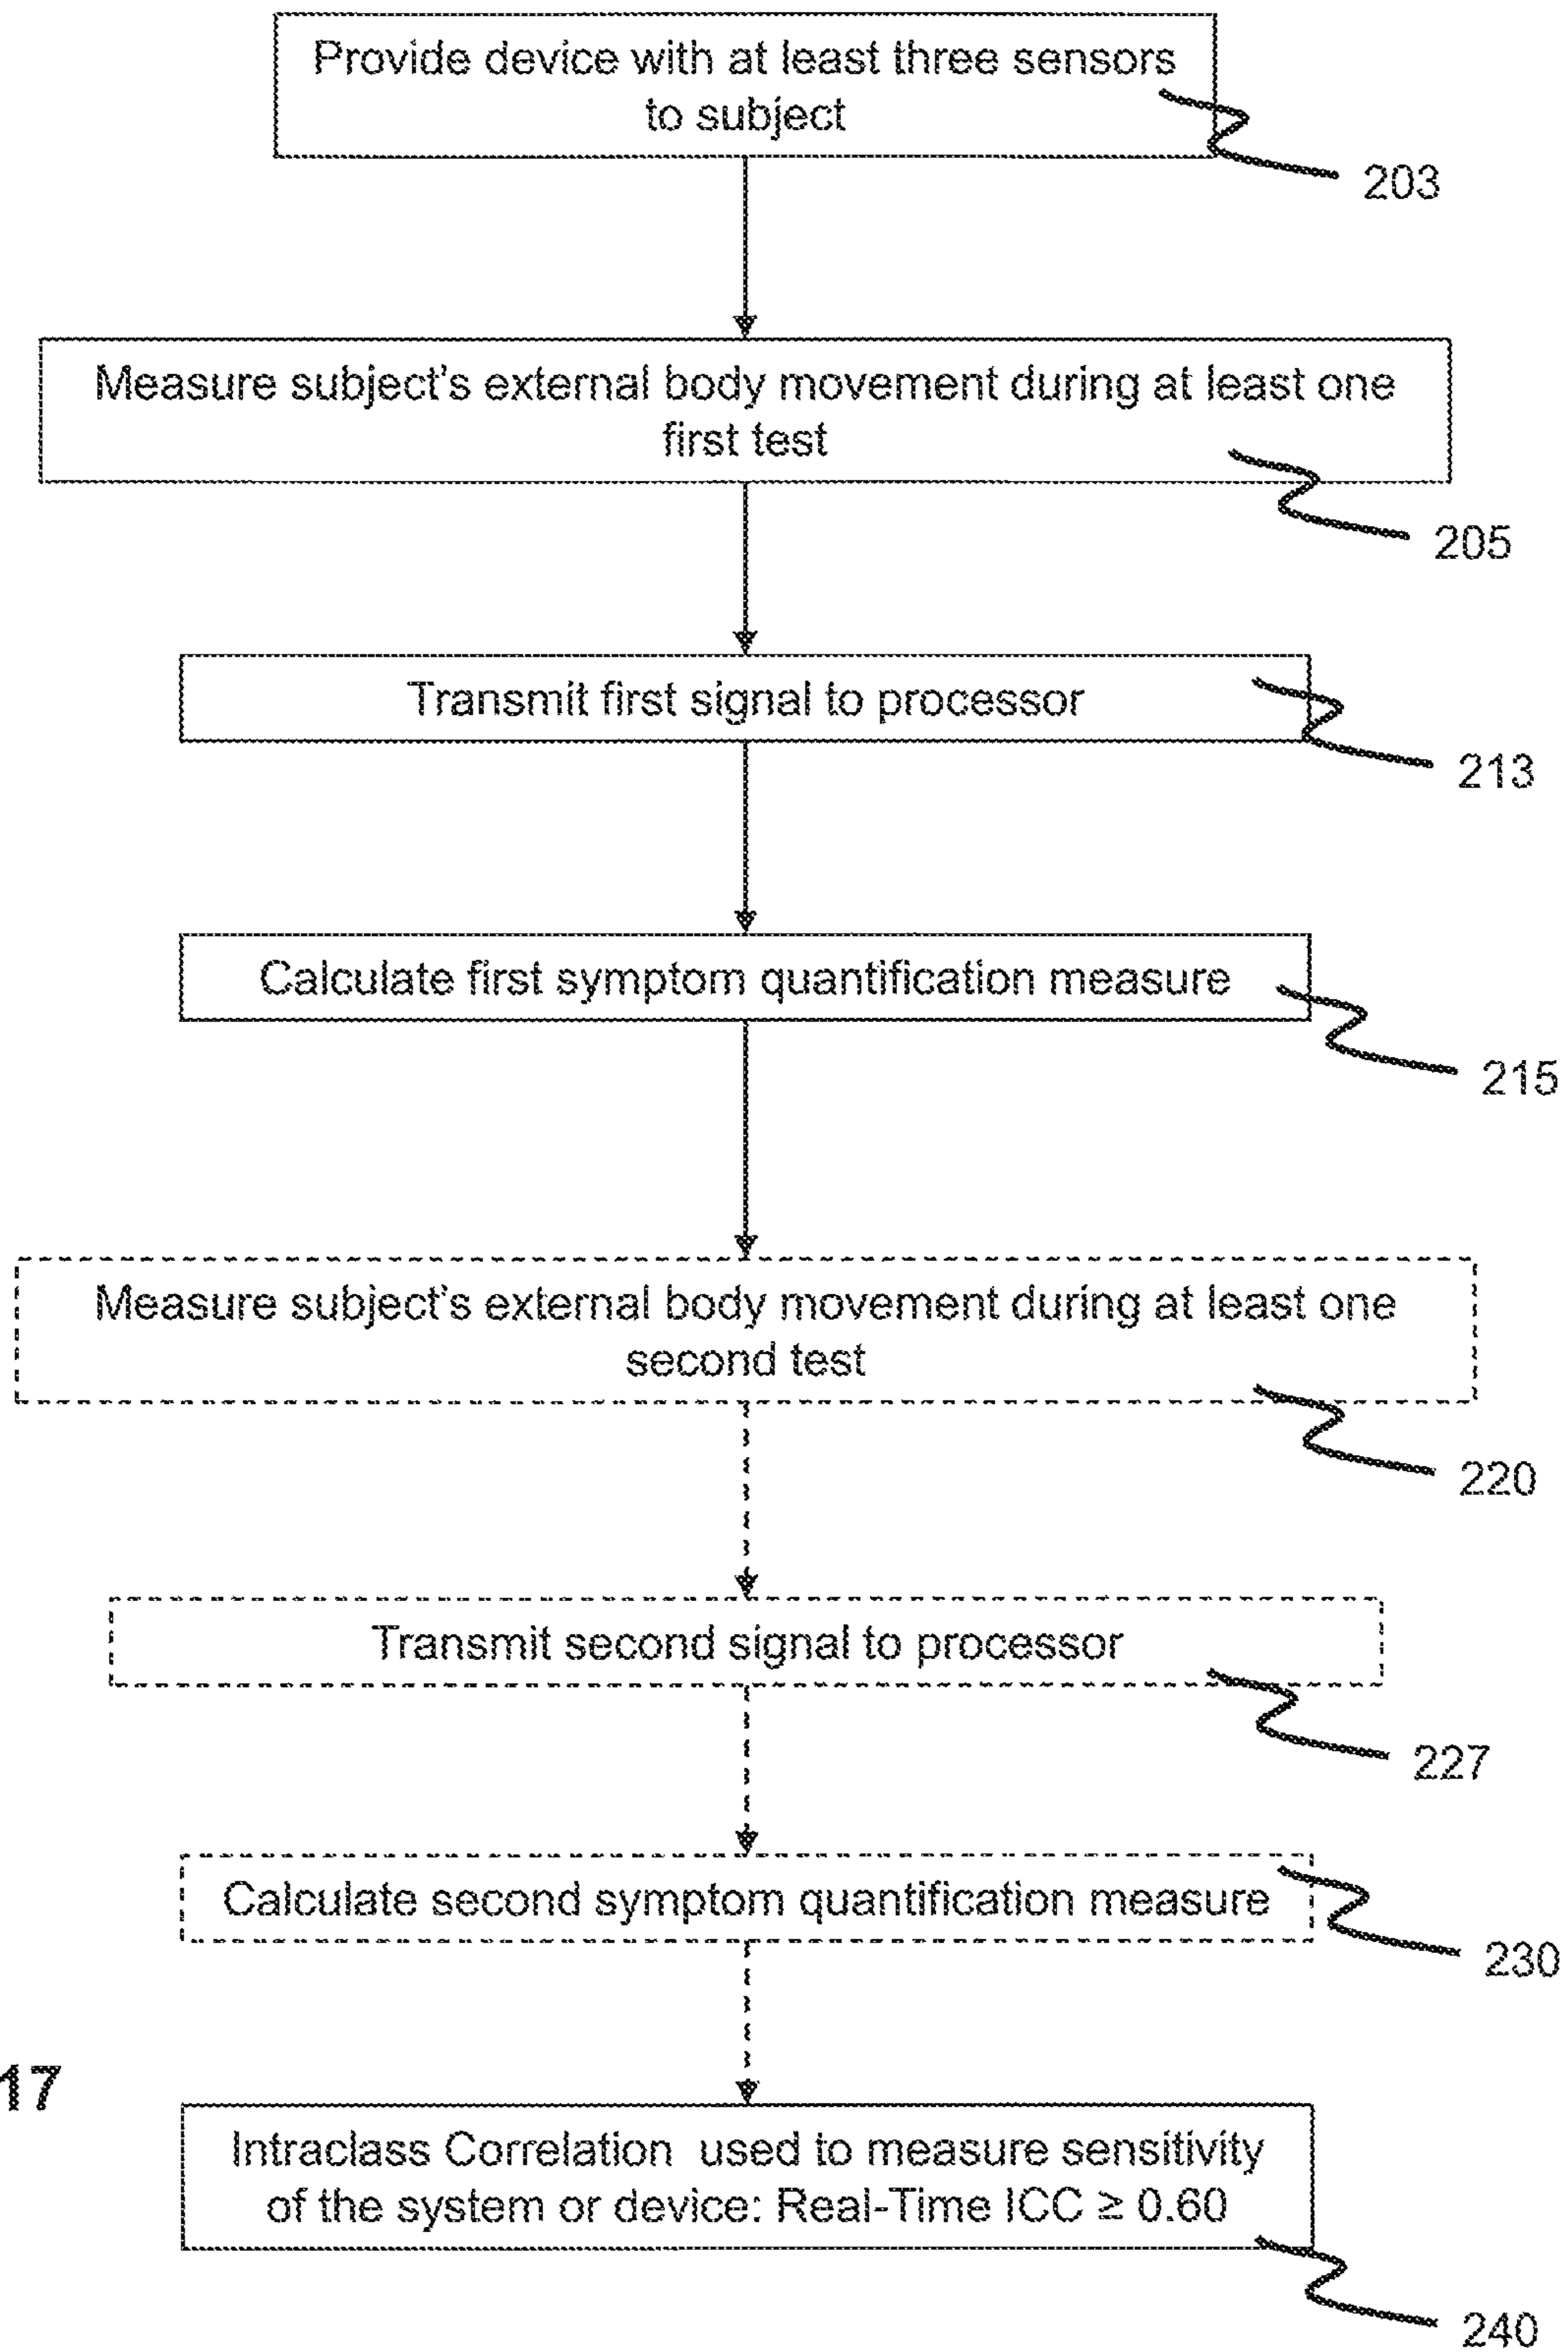 Provide device with at least three sensors
to subject
203
Measure subject's external body movement during at least one
first test
205
Transmit first signal to processor
213
Calculate first symptom quantification measure
215
Measure subject's external body movement during at least one
second test
220
Transmit second signal to processor
227
Calculate second symptom quantification measure
230
17
Intraclass Correlation used to measure sensitivity
of the system or device: Real-Time ICC ≥ 0.60
240